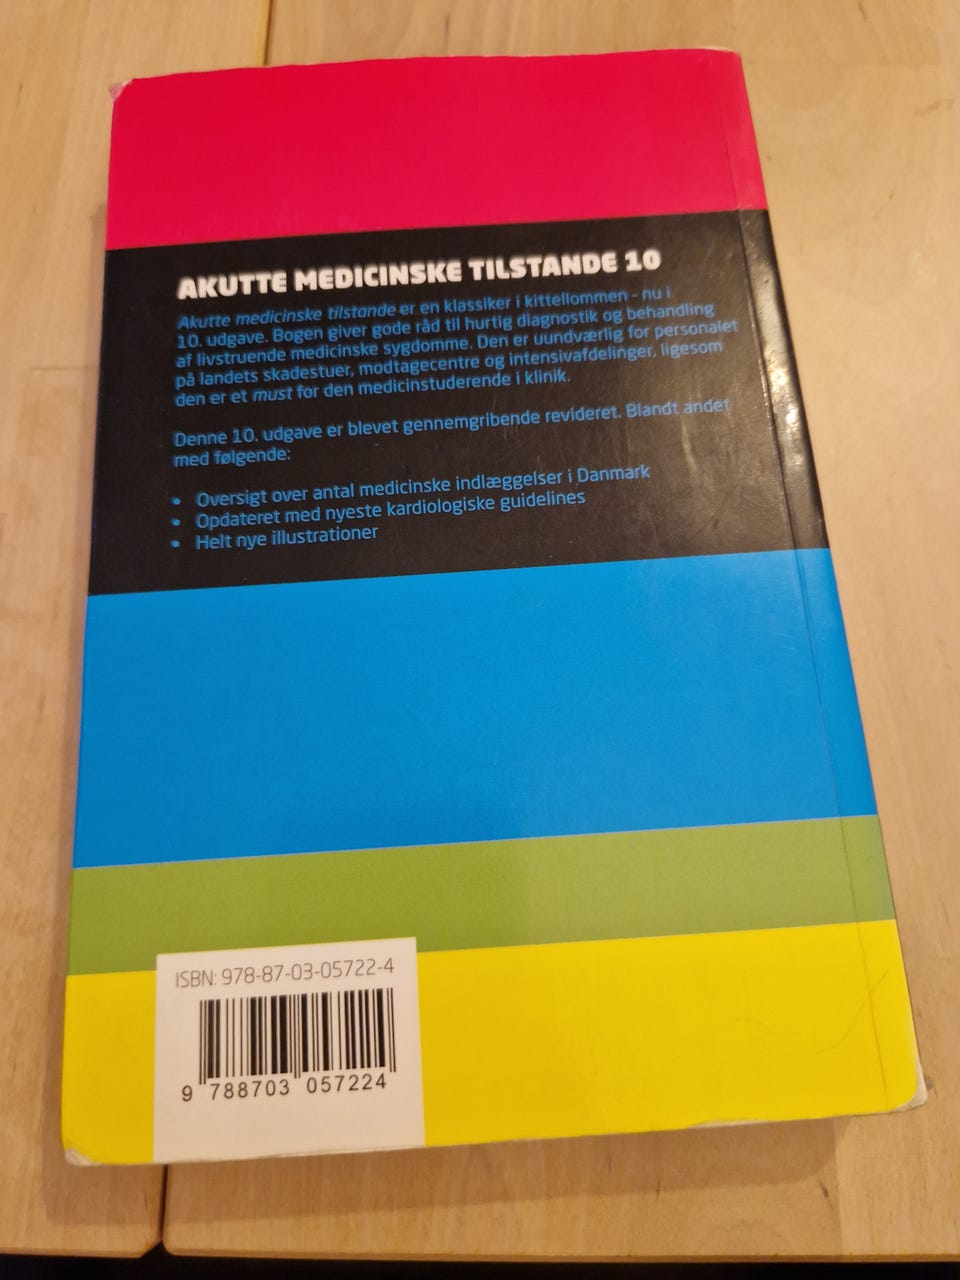 AKUTTE MEDICINSKE TILSTANDE 10
Akutte medicinske tilstande er en klassiker i kittellommen - nu i
10. udgave. Bogen giver gode råd til hurtig diagnostik og behandling
af livstruende medicinske sygdomme. Den er uundværlig for personalet
på landets skadestuer, modtagecentre og intensivafdelinger, ligesom
den er et must for den medicinstuderende i klinik.
Denne 10. udgave er blevet gennemgribende revideret. Blandt andet
med følgende:
• Oversigt over antal medicinske indlæggelser i Danmark
• Opdateret med nyeste kardiologiske guidelines
• Helt nye illustrationer
ISBN: 978-87-03-05722-4
9 788703 057224